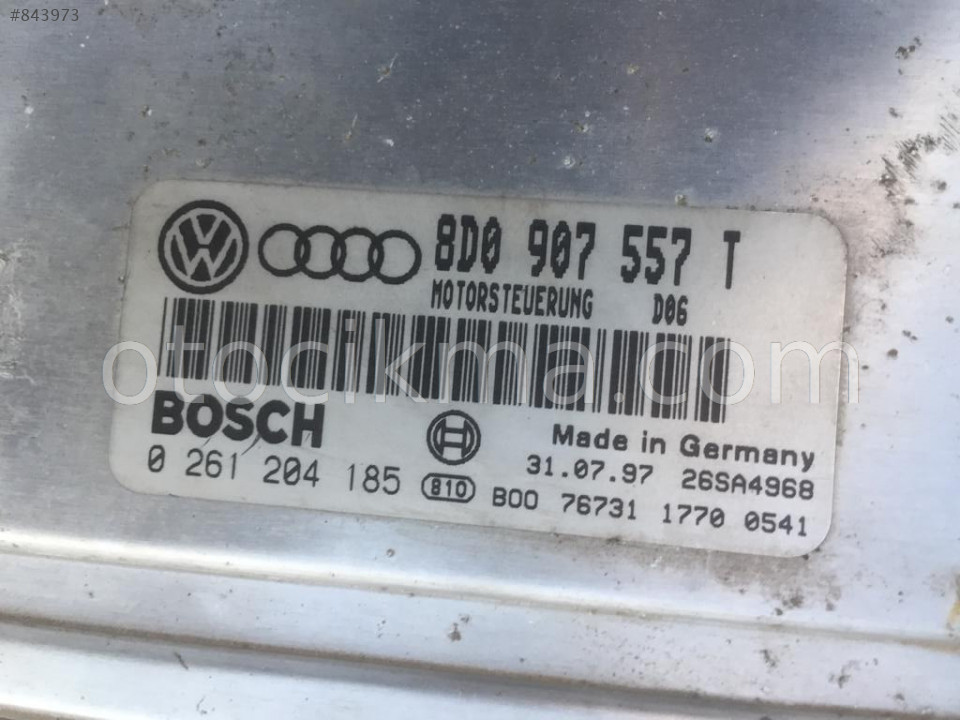 #843973
8D0 907 557 T
MOTORSTEUERUNG D06
otocikma.com
BOSCH
Made in Germany
0 261 204 185
31.07.97 26SA4968
810 B00 76731 1770 0541